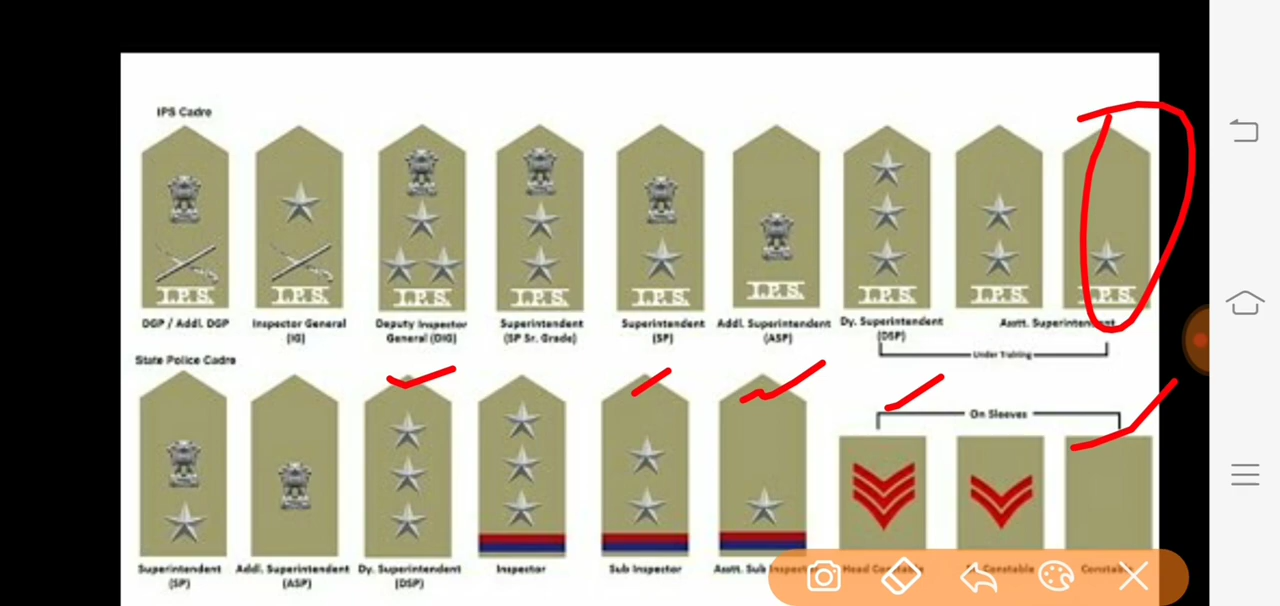 IPS Cadre
I.P.S. I.P.S. I.P.S. I.P.S. I.P.S. I.P.S. I.P.S. I.P.S. I.P.S.
DGP / Addl. DGP
Inspector General
(IG)
Deputy Inspector
General (DIG)
Superintendent
(SP Sr. Grade)
Superintendent
(SP)
Addl. Superintendent
(ASP)
Dy. Superintendent
(DSP)
Asstt. Superintendent
Under Training
State Police Cadre
On Sleeves
Superintendent
(SP)
Addl. Superintendent
(ASP)
Dy. Superintendent
(DSP)
Inspector
Sub Inspector
Asstt. Sub Inspector
Head Constable
Constable
Constable